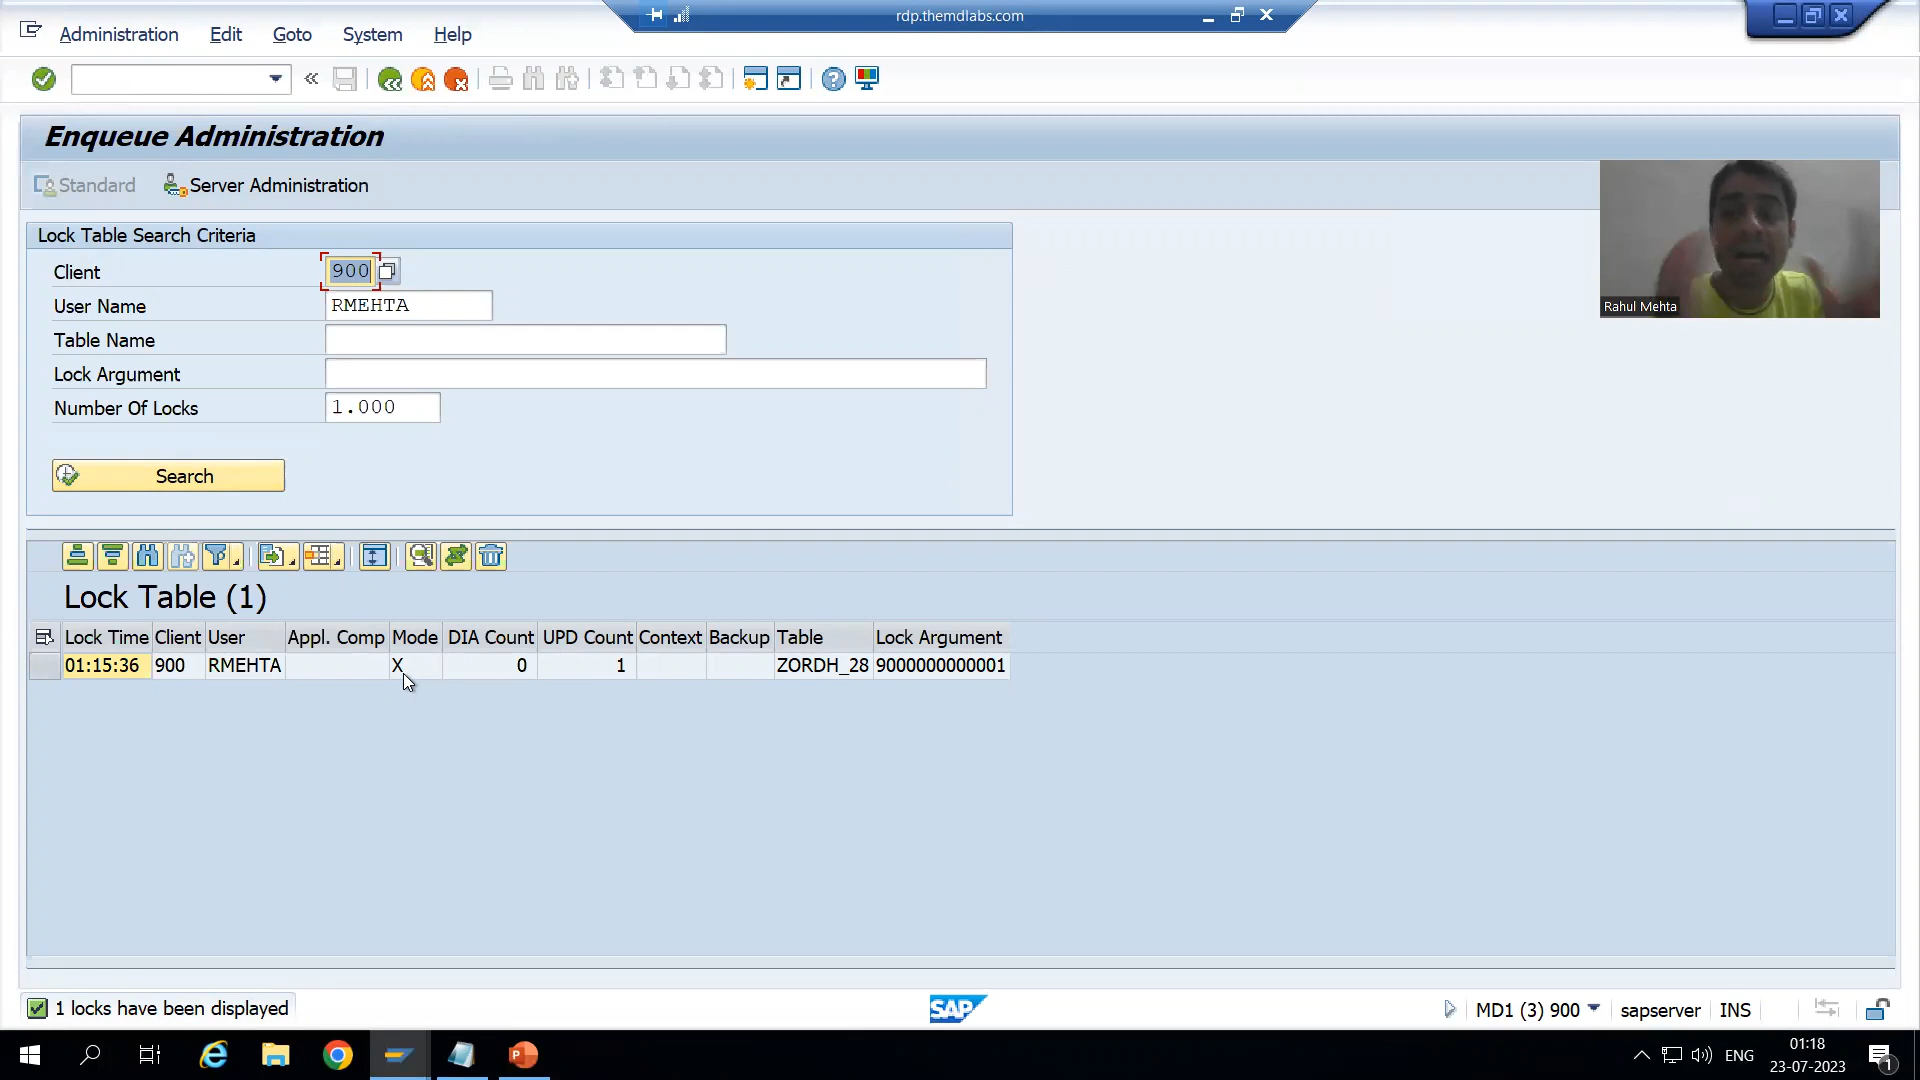 rdp.themdlabs.com
Administration Edit Goto System Help
Enqueue Administration
Standard Server Administration
Lock Table Search Criteria
Client 900
User Name RMEHTA
Table Name
Lock Argument
Number Of Locks 1.000
Search
Rahul Mehta
Lock Table (1)
Lock Time Client User Appl. Comp Mode DIA Count UPD Count Context Backup Table Lock Argument
01:15:36 900 RMEHTA X 0 1 ZORDH_28 9000000000001
1 locks have been displayed
SAP
MD1 (3) 900 sapserver INS
ENG
01:18
23-07-2023
1